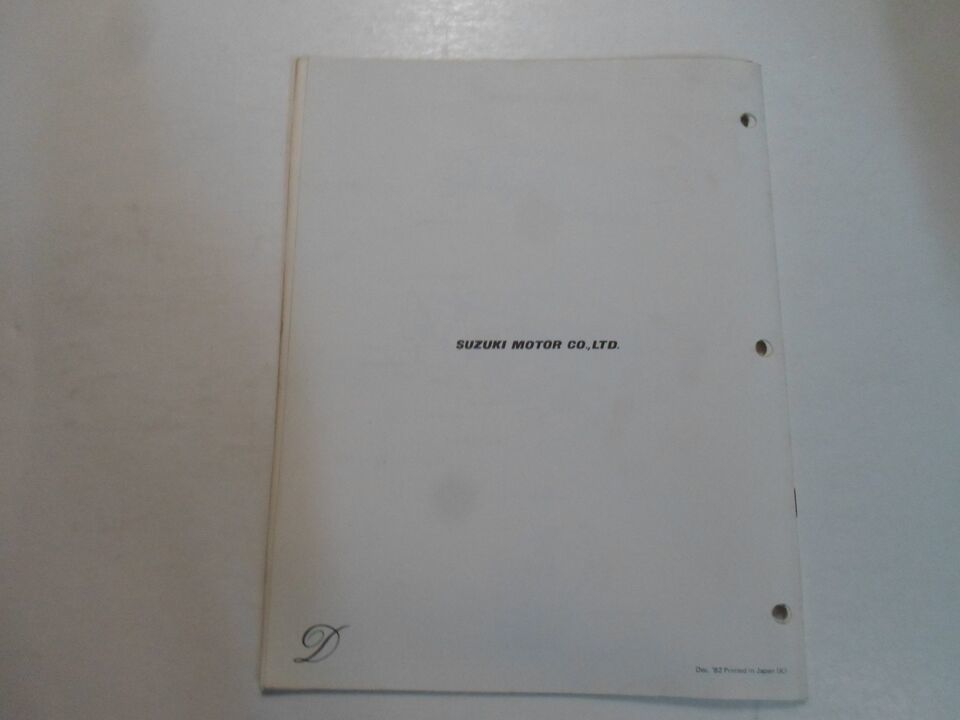 SUZUKI MOTOR CO.,LTD.
D
Dec. '82 Printed in Japan (K)